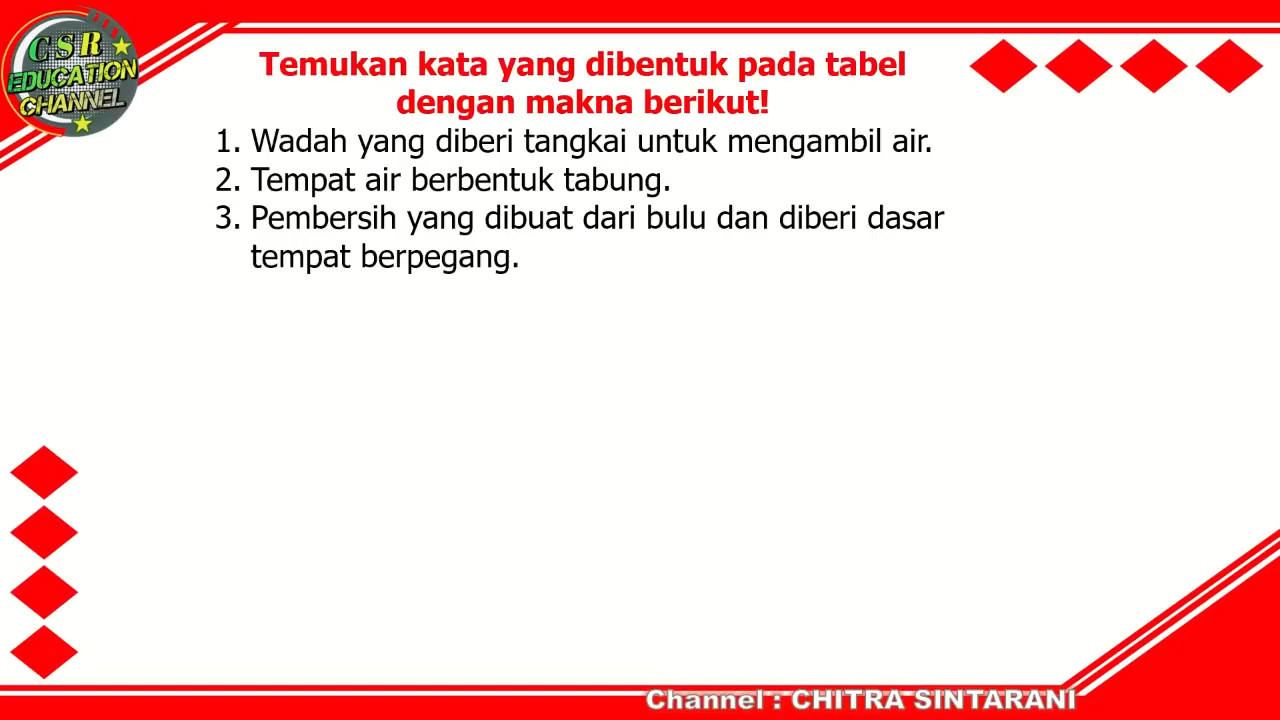 CSR
EDUCATION
CHANNEL
Temukan kata yang dibentuk pada tabel
dengan makna berikut!
1. Wadah yang diberi tangkai untuk mengambil air.
2. Tempat air berbentuk tabung.
3. Pembersih yang dibuat dari bulu dan diberi dasar
tempat berpegang.
Channel : CHITRA SINTARANI